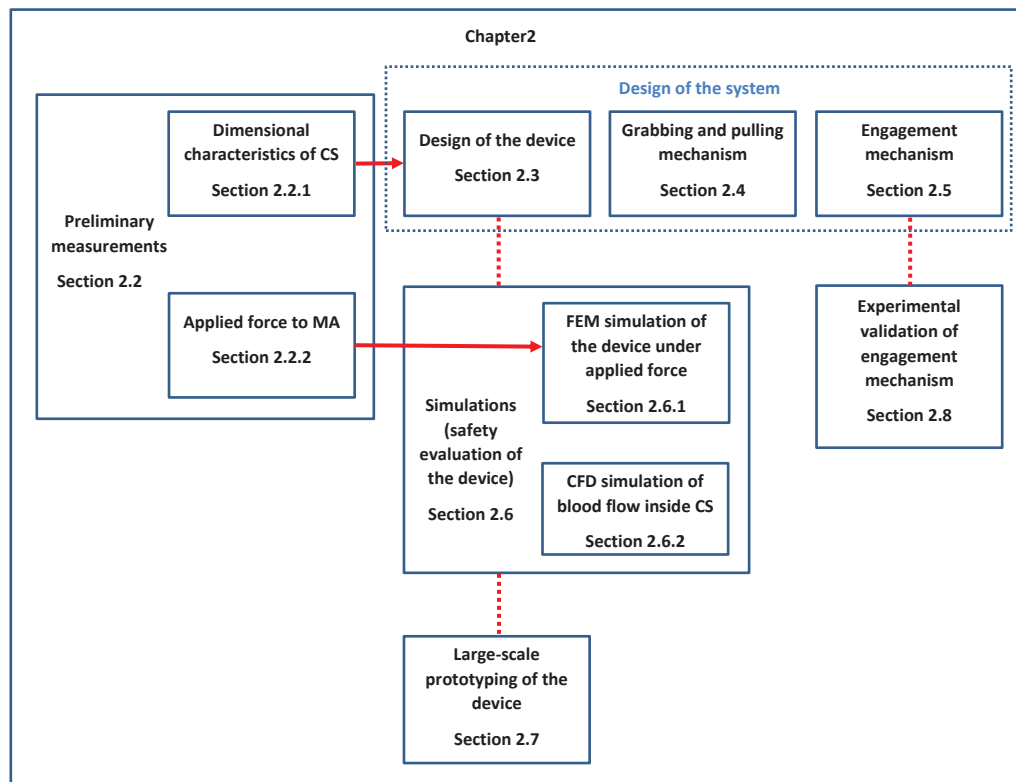 Chapter2
Design of the system
Preliminary
measurements
Section 2.2
Dimensional
characteristics of CS
Section 2.2.1
Applied force to MA
Section 2.2.2
Design of the device
Section 2.3
Grabbing and pulling
mechanism
Section 2.4
Engagement
mechanism
Section 2.5
Simulations
(safety
evaluation of
the device)
Section 2.6
FEM simulation of
the device under
applied force
Section 2.6.1
CFD simulation of
blood flow inside CS
Section 2.6.2
Experimental
validation of
engagement
mechanism
Section 2.8
Large-scale
prototyping of the
device
Section 2.7